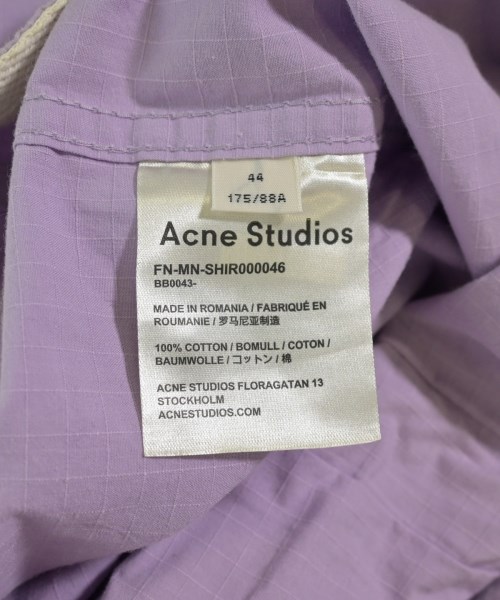 44
175/88A
Acne Studios
FN-MN-SHIR000046
BB0043-
MADE IN ROMANIA / FABRIQUÉ EN
ROUMANIE / 罗马尼亚制造
100% COTTON / BOMULL / COTON /
BAUMWOLLE / コットン / 棉
ACNE STUDIOS FLORAGATAN 13
STOCKHOLM
ACNESTUDIOS.COM